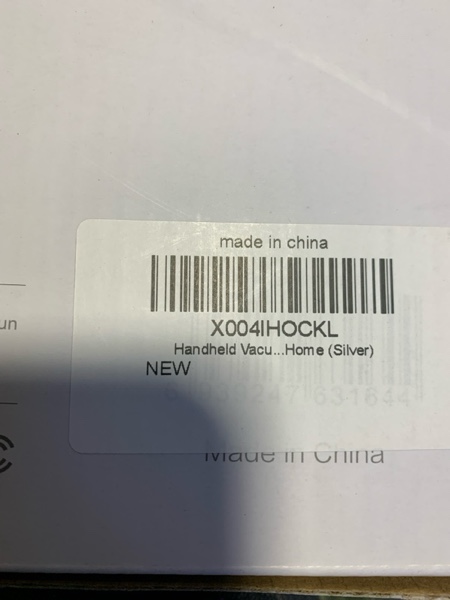 made in china
X004IHOCKL
Handheld Vacu...Home (Silver)
NEW
Made in China